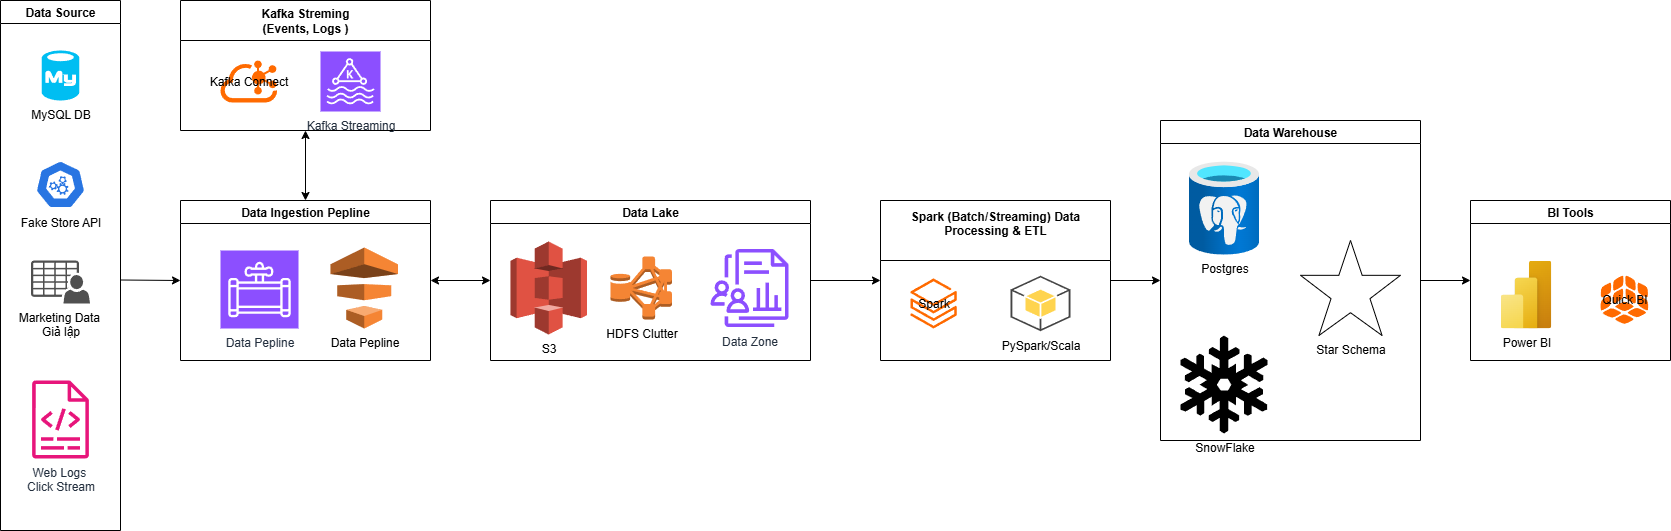 Data Source
My
MySQL DB
Fake Store API
Marketing Data
Giả lập
Web Logs
Click Stream
Kafka Streming
(Events, Logs )
Kafka Connect
K
Kafka Streaming
Data Ingestion Pepline
Data Pepline
Data Pepline
Data Lake
S3
HDFS Clutter
Data Zone
Spark (Batch/Streaming) Data
Processing & ETL
Spark
PySpark/Scala
Data Warehouse
Postgres
Star Schema
SnowFlake
BI Tools
Power BI
Quick BI